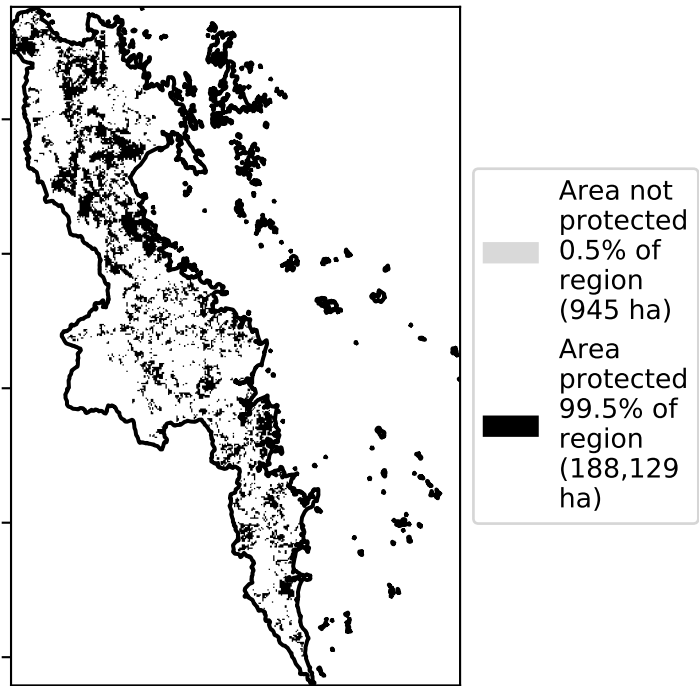 Area not
protected
0.5% of
region
(945 ha)
Area
protected
99.5% of
region
(188,129
ha)